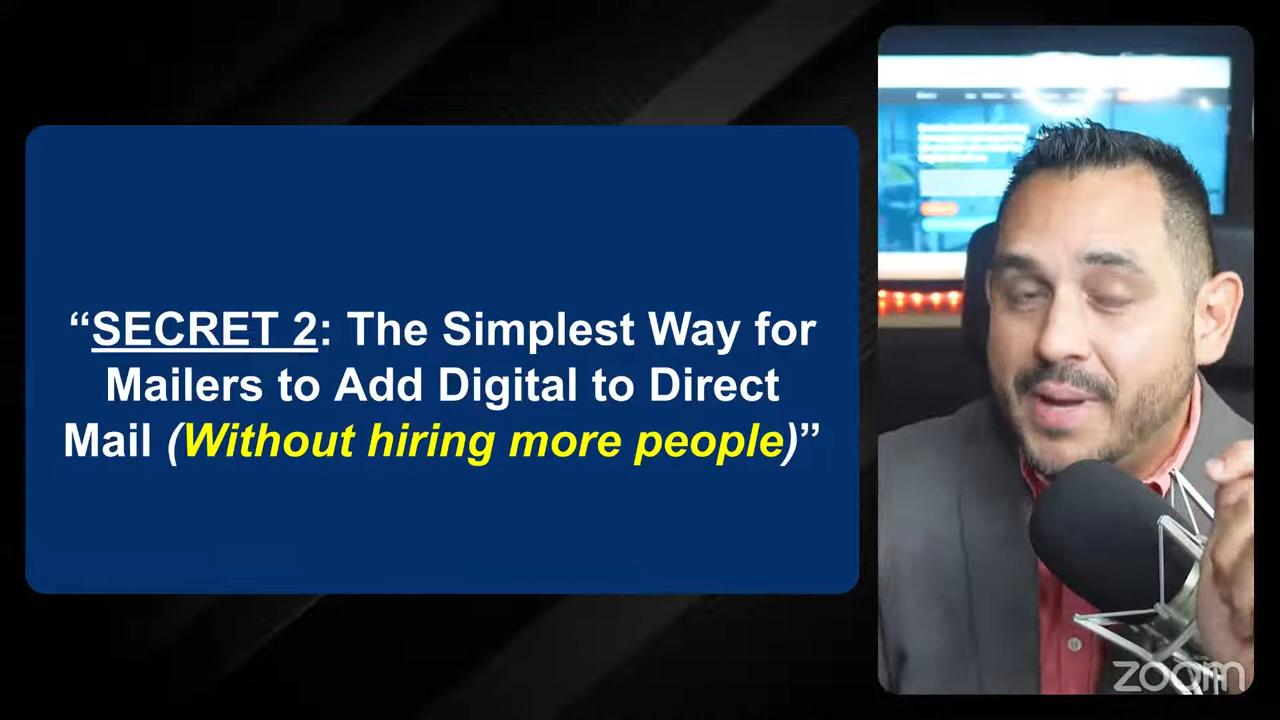 “SECRET 2: The Simplest Way for
Mailers to Add Digital to Direct
Mail (Without hiring more people)”
zoom